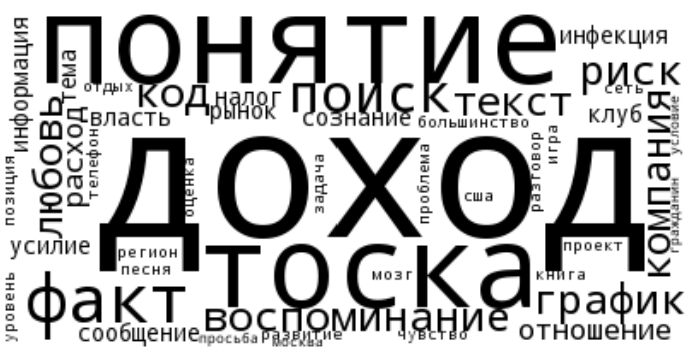 понятие
инфекция
информация
тема
отдых
код
налог
поиск
текст
риск
сеть
власть
рынок
сознание
большинство
клуб
условие
любовь
расход
телефон
доход
оценка
задача
проблема
сша
разговор
игра
компания
гражданин
позиция
усилие
регион
песня
тоска
мозг
проект
книга
уровень
факт
воспоминание
график
сообщение
просьба
развитие
москва
чувство
отношение